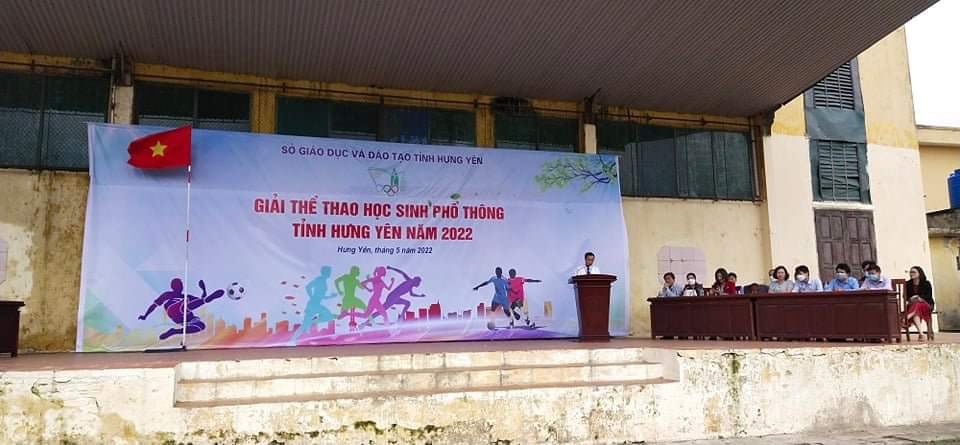 SỞ GIÁO DỤC VÀ ĐÀO TẠO TỈNH HƯNG YÊN
GIẢI THỂ THAO HỌC SINH PHỔ THÔNG
TỈNH HƯNG YÊN NĂM 2022
Hưng Yên, tháng 5 năm 2022